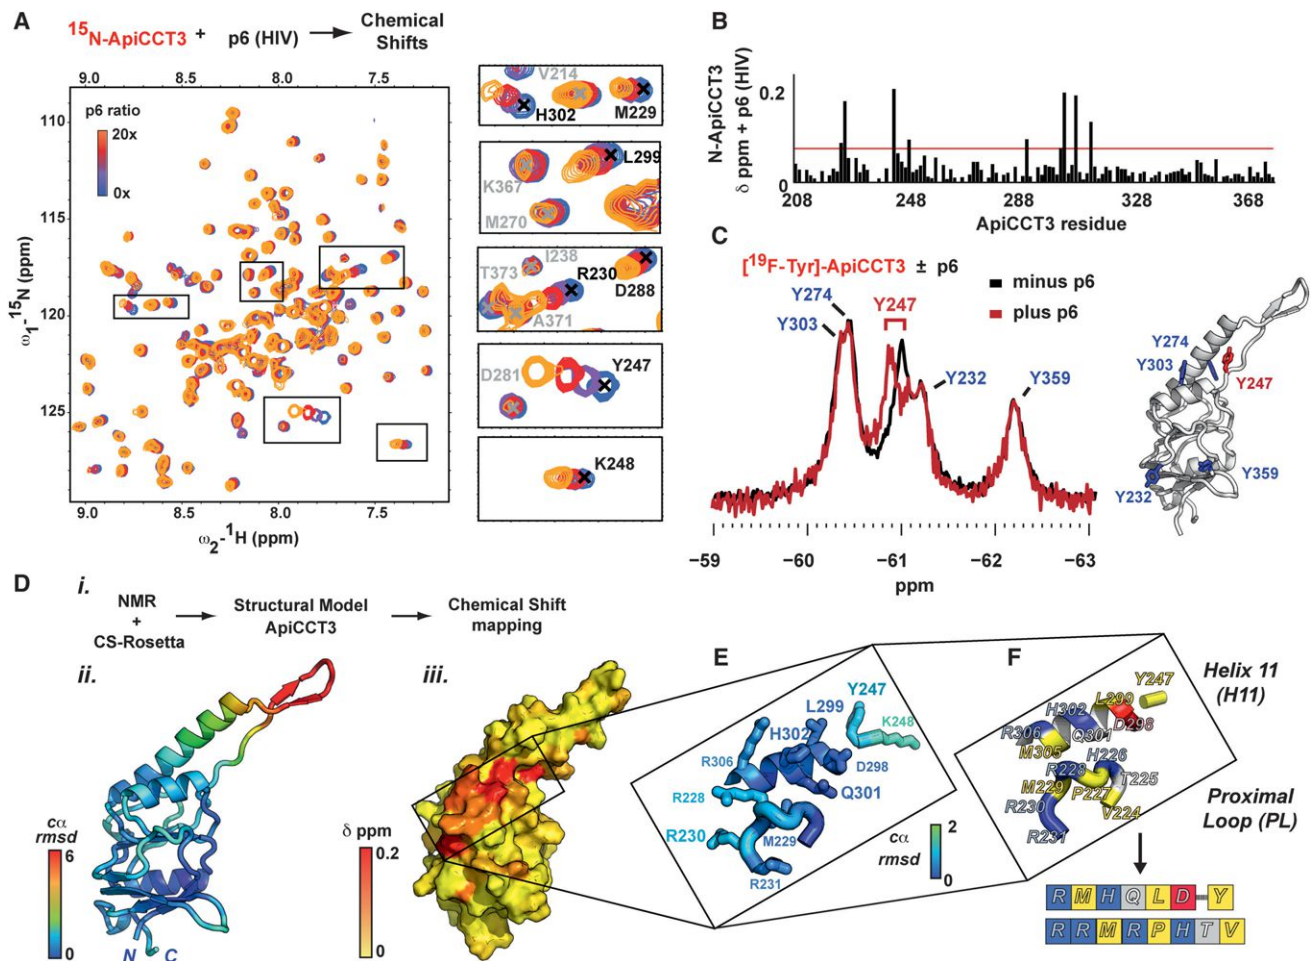 A
15N-ApiCCT3 + p6 (HIV) Chemical Shifts
9.0 8.5 8.0 7.5
p6 ratio
20x
0x
110
115
120
125
ω1-15N (ppm)
9.0 8.5 8.0 7.5
ω2-1H (ppm)
V214
H302
M229
L299
K367
M270
I238
T373
R230
D288
A371
Y247
D281
K248
B
N-ApiCCT3
δ ppm + p6 (HIV)
0.2
0
208 248 288 328 368
ApiCCT3 residue
C
[19F-Tyr]-ApiCCT3 ± p6
minus p6
plus p6
Y274
Y303
Y247
Y232
Y359
−59 −60 −61 −62 −63
ppm
Y274
Y303
Y247
Y232
Y359
D
i.
NMR
+
CS-Rosetta
Structural Model
ApiCCT3
Chemical Shift
mapping
ii.
cα
rmsd
6
0
N C
iii.
δ ppm
0.2
0
E
Y247
L299
K248
H302
R306
D298
R228
Q301
R230
M229
R231
cα
rmsd
2
0
F
Helix 11
(H11)
Y247
L299
H302
D298
R306
Q301
M305
H226
R228
T225
M229
P227
R230
V224
R231
Proximal
Loop (PL)
R M H Q L D Y
R R M R P H T V